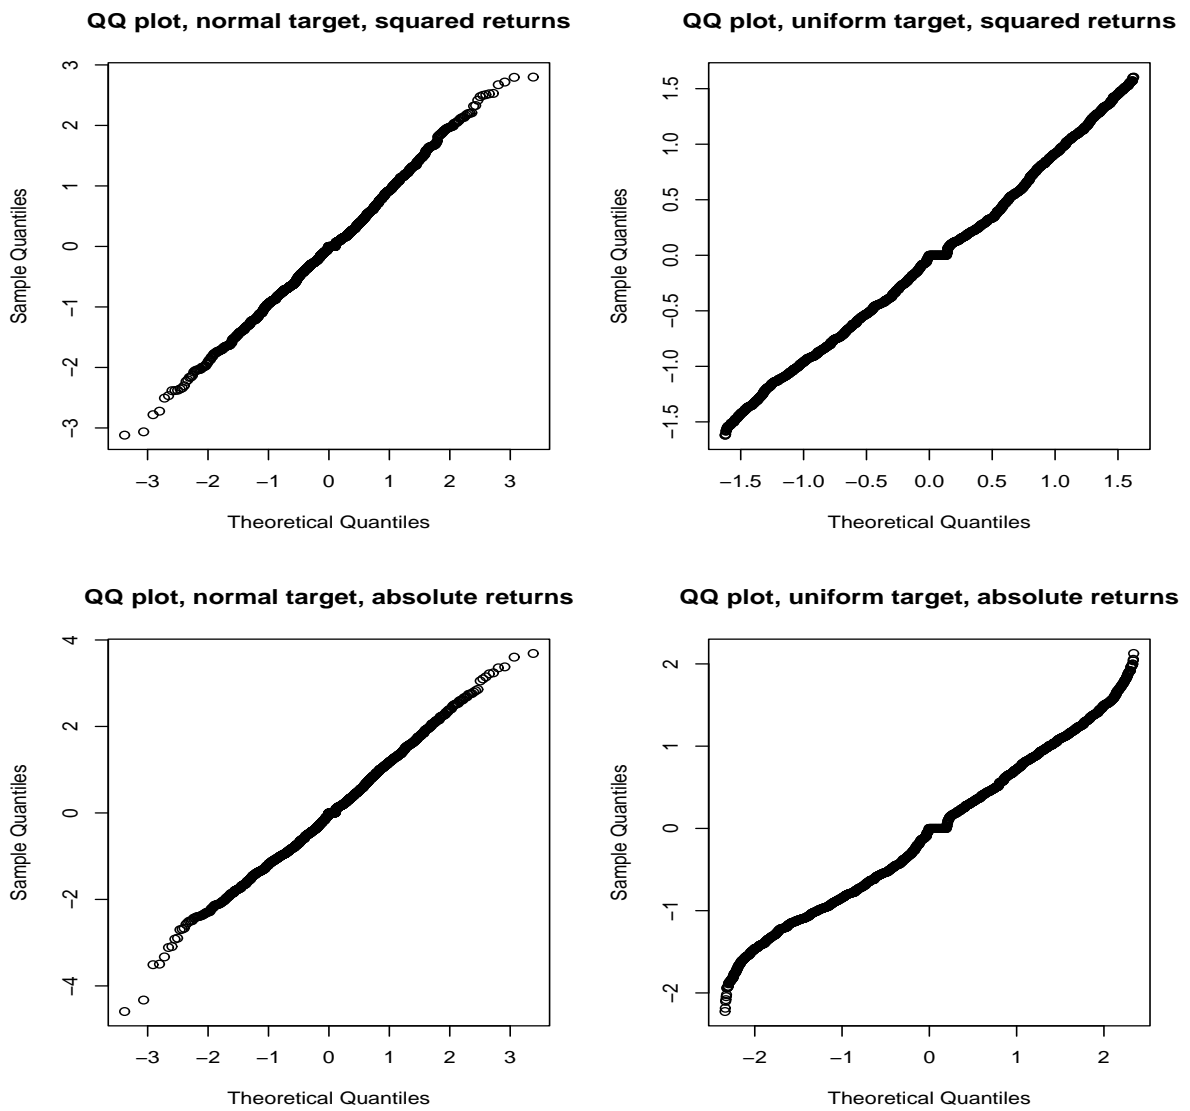 QQ plot, normal target, squared returns
Sample Quantiles
3
2
1
0
−1
−2
−3
−3 −2 −1 0 1 2 3
Theoretical Quantiles
QQ plot, uniform target, squared returns
Sample Quantiles
1.5
1.0
0.5
0.0
−0.5
−1.0
−1.5
−1.5 −1.0 −0.5 0.0 0.5 1.0 1.5
Theoretical Quantiles
QQ plot, normal target, absolute returns
Sample Quantiles
4
2
0
−2
−4
−3 −2 −1 0 1 2 3
Theoretical Quantiles
QQ plot, uniform target, absolute returns
Sample Quantiles
2
1
0
−1
−2
−2 −1 0 1 2
Theoretical Quantiles